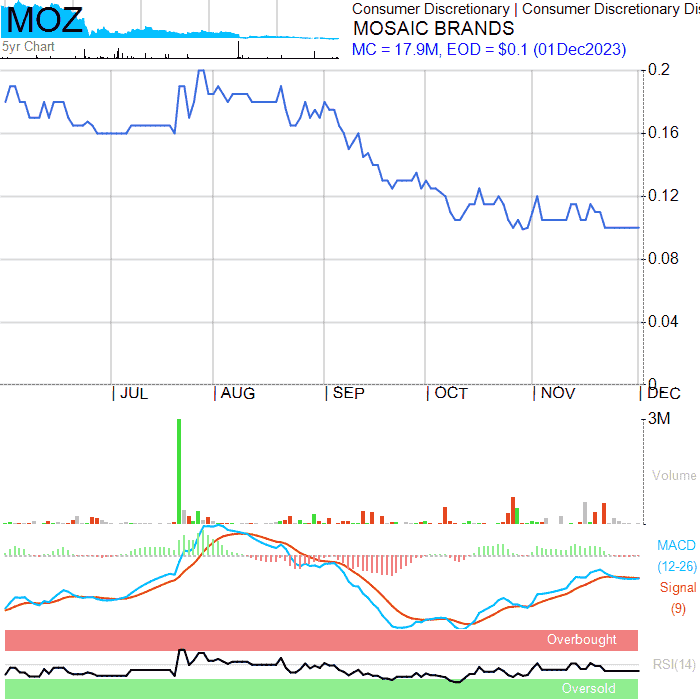 MOZ
5yr Chart
Consumer Discretionary | Consumer Discretionary Dis
MOSAIC BRANDS
MC = 17.9M, EOD = $0.1 (01Dec2023)
0.2
0.16
0.12
0.08
0.04
0
JUL AUG SEP OCT NOV DEC
3M
Volume
MACD
(12-26)
Signal
(9)
Overbought
RSI(14)
Oversold